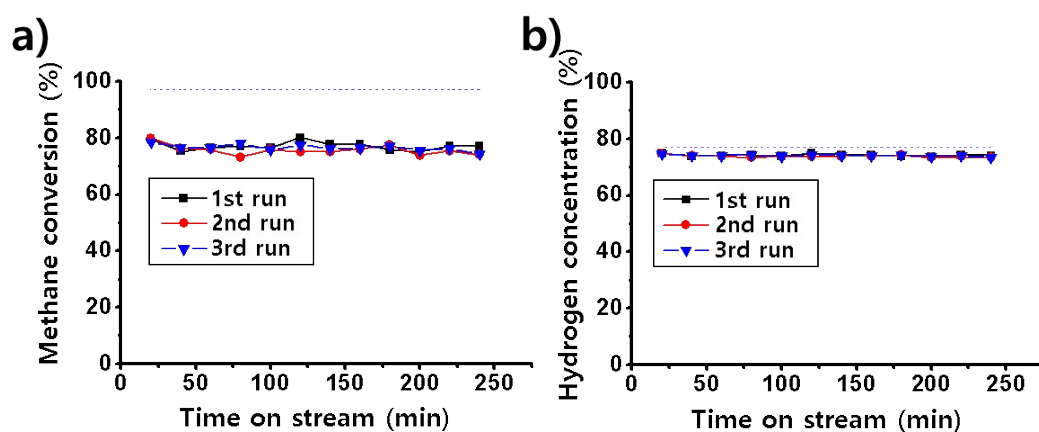 a)
Methane conversion (%)
100
80
60
40
20
0
1st run
2nd run
3rd run
0
50
100
150
200
250
Time on stream (min)
b)
Hydrogen concentration (%)
100
80
60
40
20
0
1st run
2nd run
3rd run
0
50
100
150
200
250
Time on stream (min)